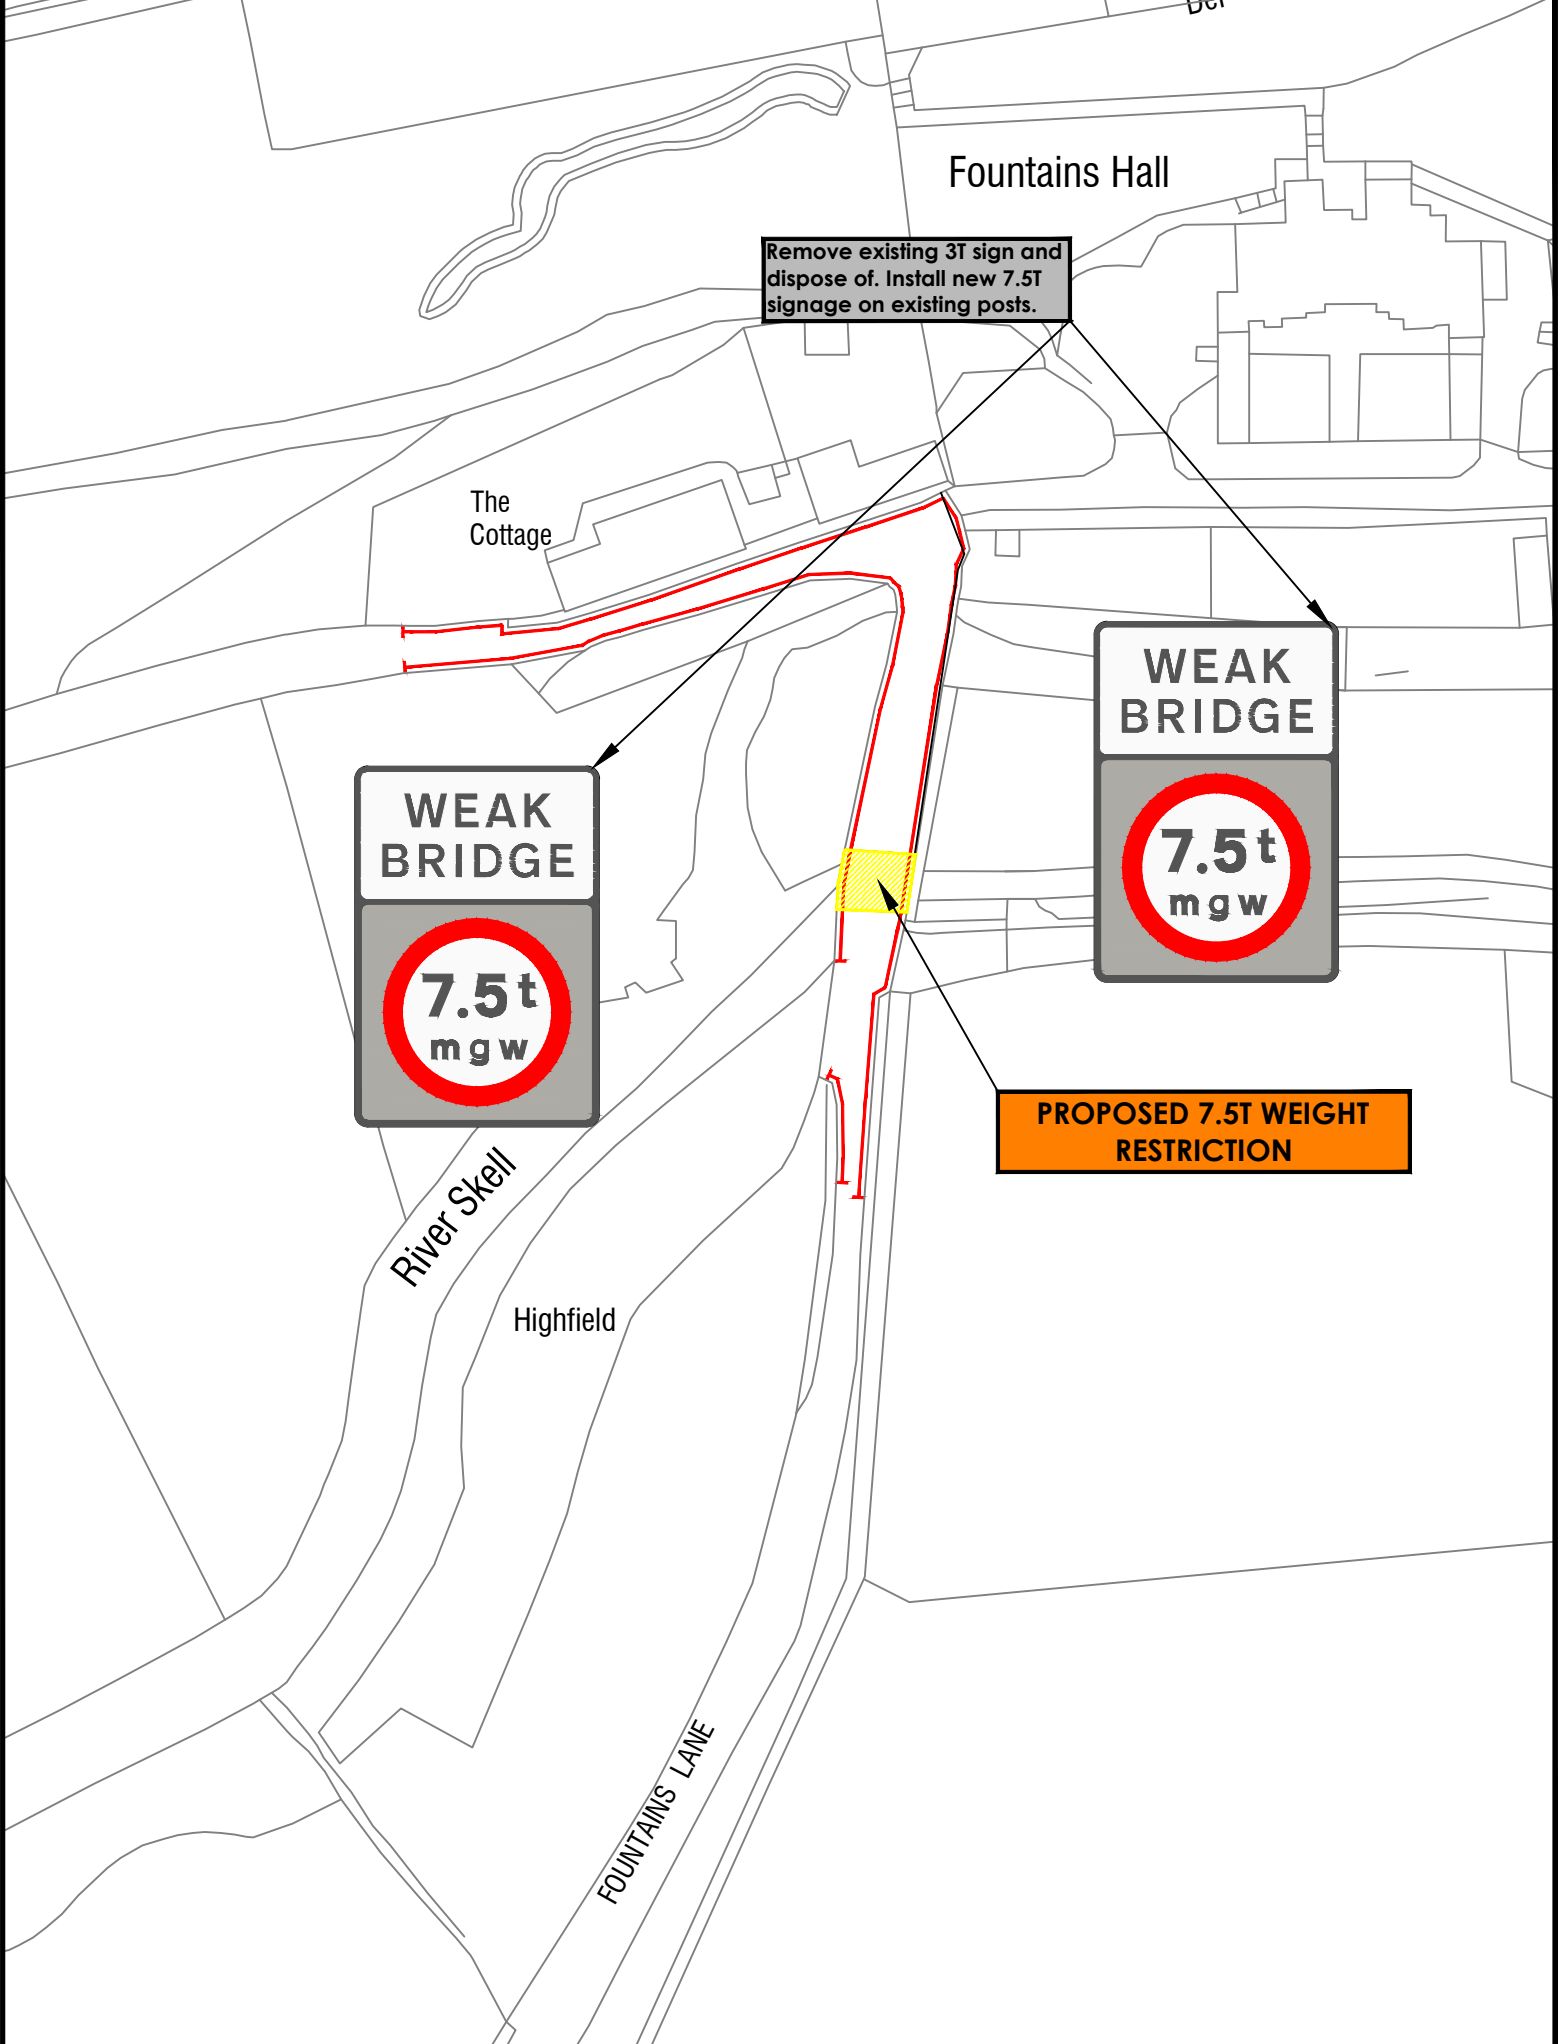 Fountains Hall
Remove existing 3T sign and
dispose of. Install new 7.5T
signage on existing posts.
The
Cottage
WEAK
BRIDGE
7.5t
mgw
WEAK
BRIDGE
7.5t
mgw
PROPOSED 7.5T WEIGHT
RESTRICTION
River Skell
Highfield
FOUNTAINS LANE